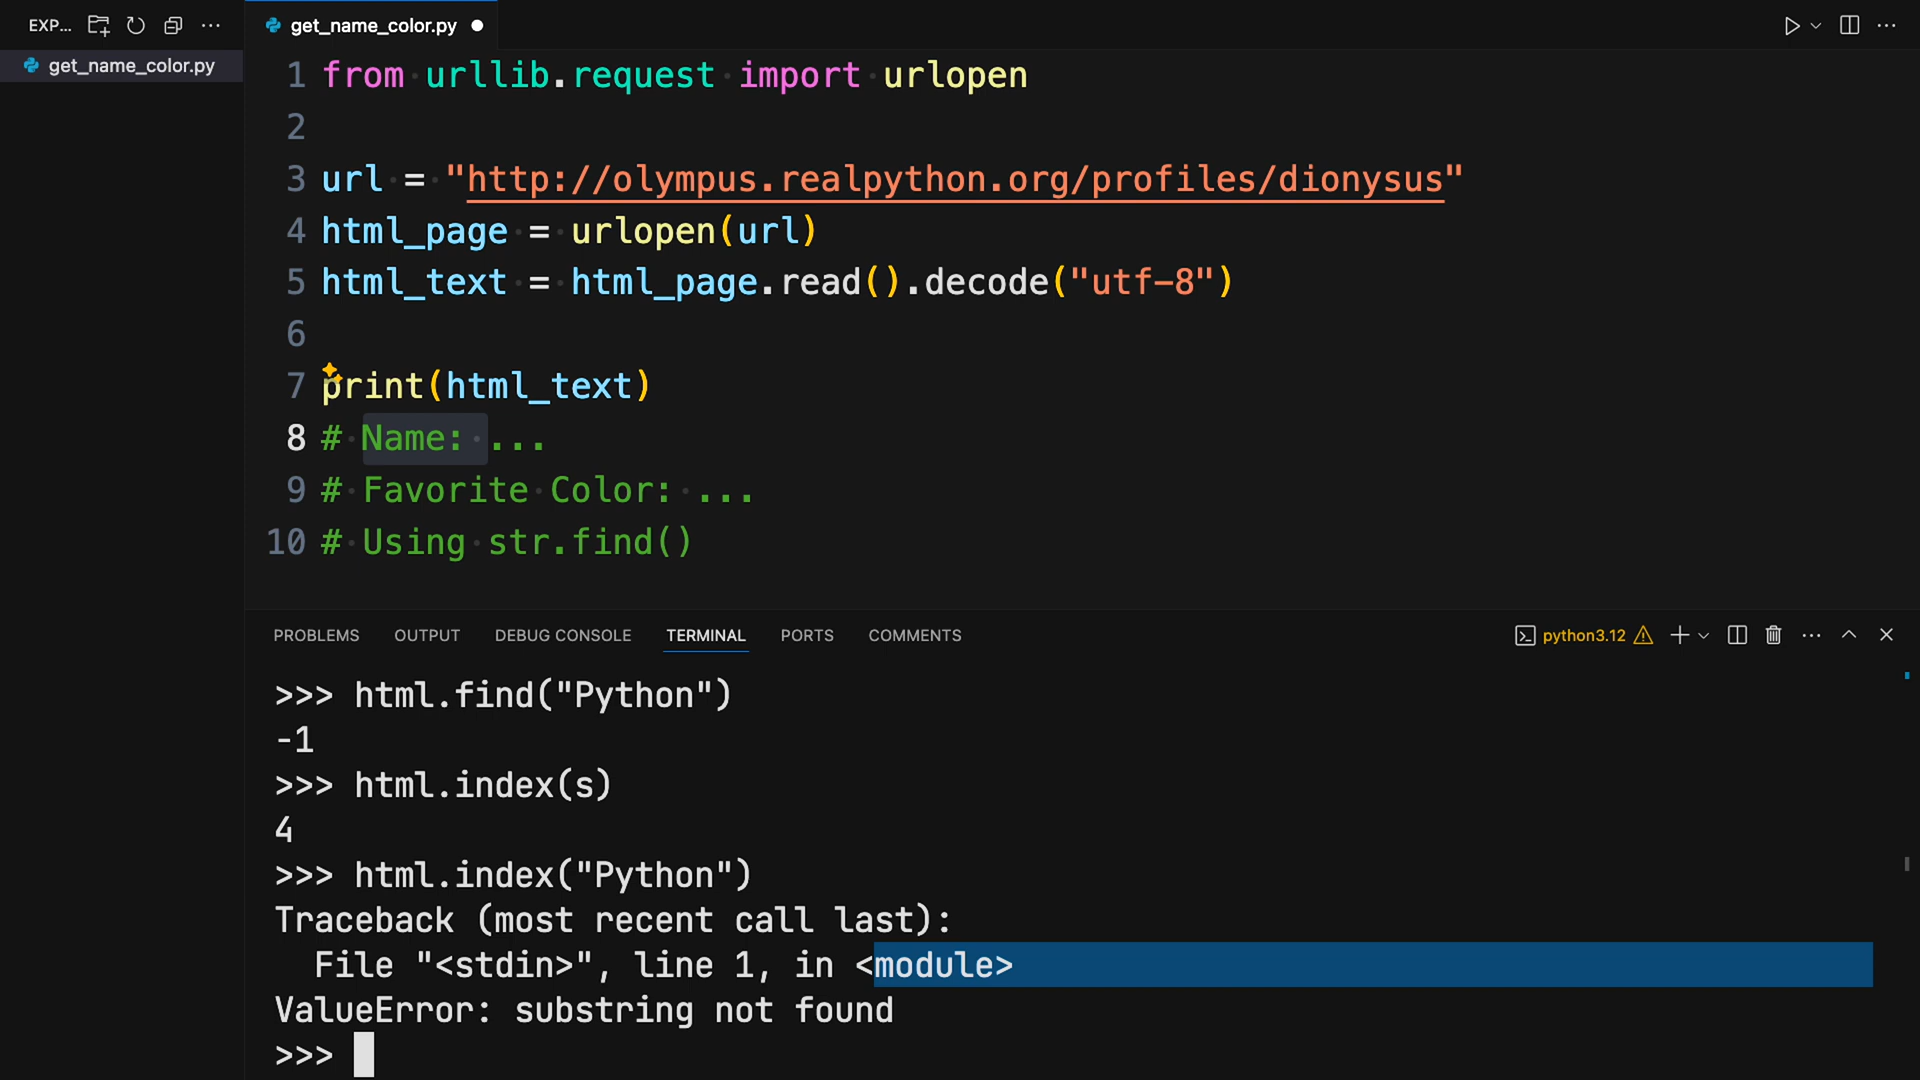 EXP...
get_name_color.py
get_name_color.py
1 from urllib.request import urlopen
2
3 url = "http://olympus.realpython.org/profiles/dionysus"
4 html_page = urlopen(url)
5 html_text = html_page.read().decode("utf-8")
6
7 print(html_text)
8 # Name: ...
9 # Favorite Color: ...
10 # Using str.find()
PROBLEMS OUTPUT DEBUG CONSOLE TERMINAL PORTS COMMENTS python3.12
>>> html.find("Python")
-1
>>> html.index(s)
4
>>> html.index("Python")
Traceback (most recent call last):
  File "<stdin>", line 1, in <module>
ValueError: substring not found
>>>